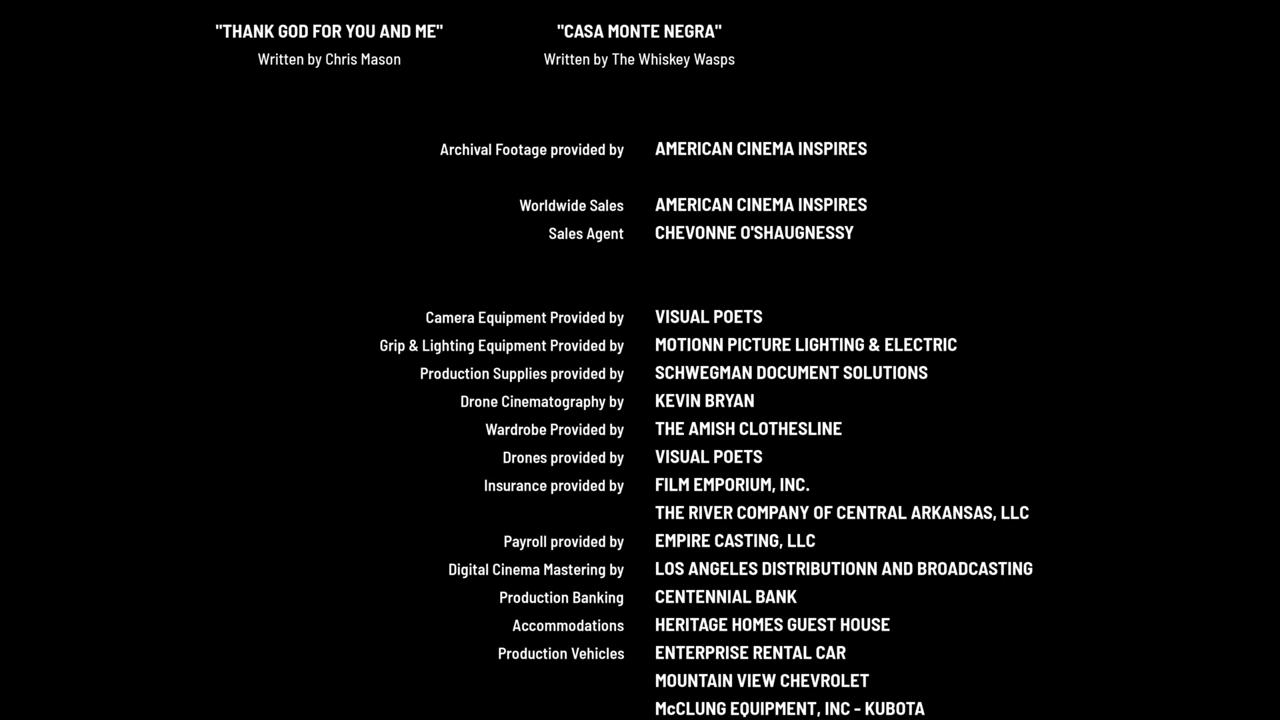 "THANK GOD FOR YOU AND ME" "CASA MONTE NEGRA"
Written by Chris Mason Written by The Whiskey Wasps
Archival Footage provided by AMERICAN CINEMA INSPIRES
Worldwide Sales AMERICAN CINEMA INSPIRES
Sales Agent CHEVONNE O'SHAUGNESSY
Camera Equipment Provided by VISUAL POETS
Grip & Lighting Equipment Provided by MOTIONN PICTURE LIGHTING & ELECTRIC
Production Supplies provided by SCHWEGMAN DOCUMENT SOLUTIONS
Drone Cinematography by KEVIN BRYAN
Wardrobe Provided by THE AMISH CLOTHESLINE
Drones provided by VISUAL POETS
Insurance provided by FILM EMPORIUM, INC.
THE RIVER COMPANY OF CENTRAL ARKANSAS, LLC
Payroll provided by EMPIRE CASTING, LLC
Digital Cinema Mastering by LOS ANGELES DISTRIBUTIONN AND BROADCASTING
Production Banking CENTENNIAL BANK
Accommodations HERITAGE HOMES GUEST HOUSE
Production Vehicles ENTERPRISE RENTAL CAR
MOUNTAIN VIEW CHEVROLET
McCLUNG EQUIPMENT, INC - KUBOTA